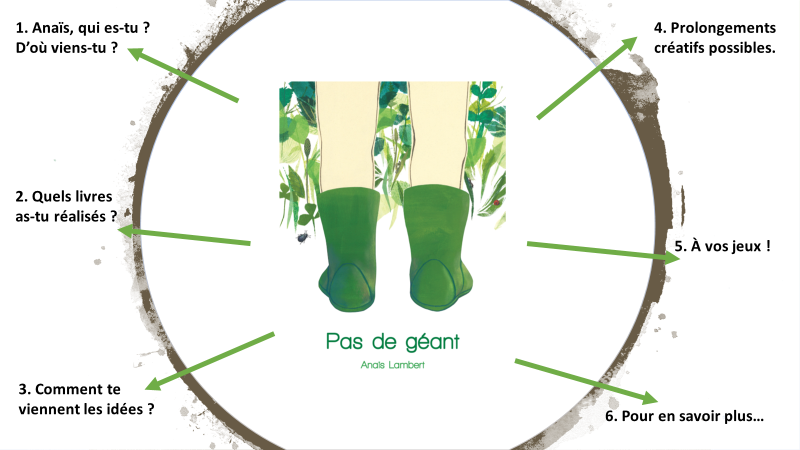 1. Anaïs, qui es-tu ?
D’où viens-tu ?
2. Quels livres
as-tu réalisés ?
3. Comment te
viennent les idées ?
Pas de géant
Anaïs Lambert
4. Prolongements
créatifs possibles.
5. À vos jeux !
6. Pour en savoir plus…